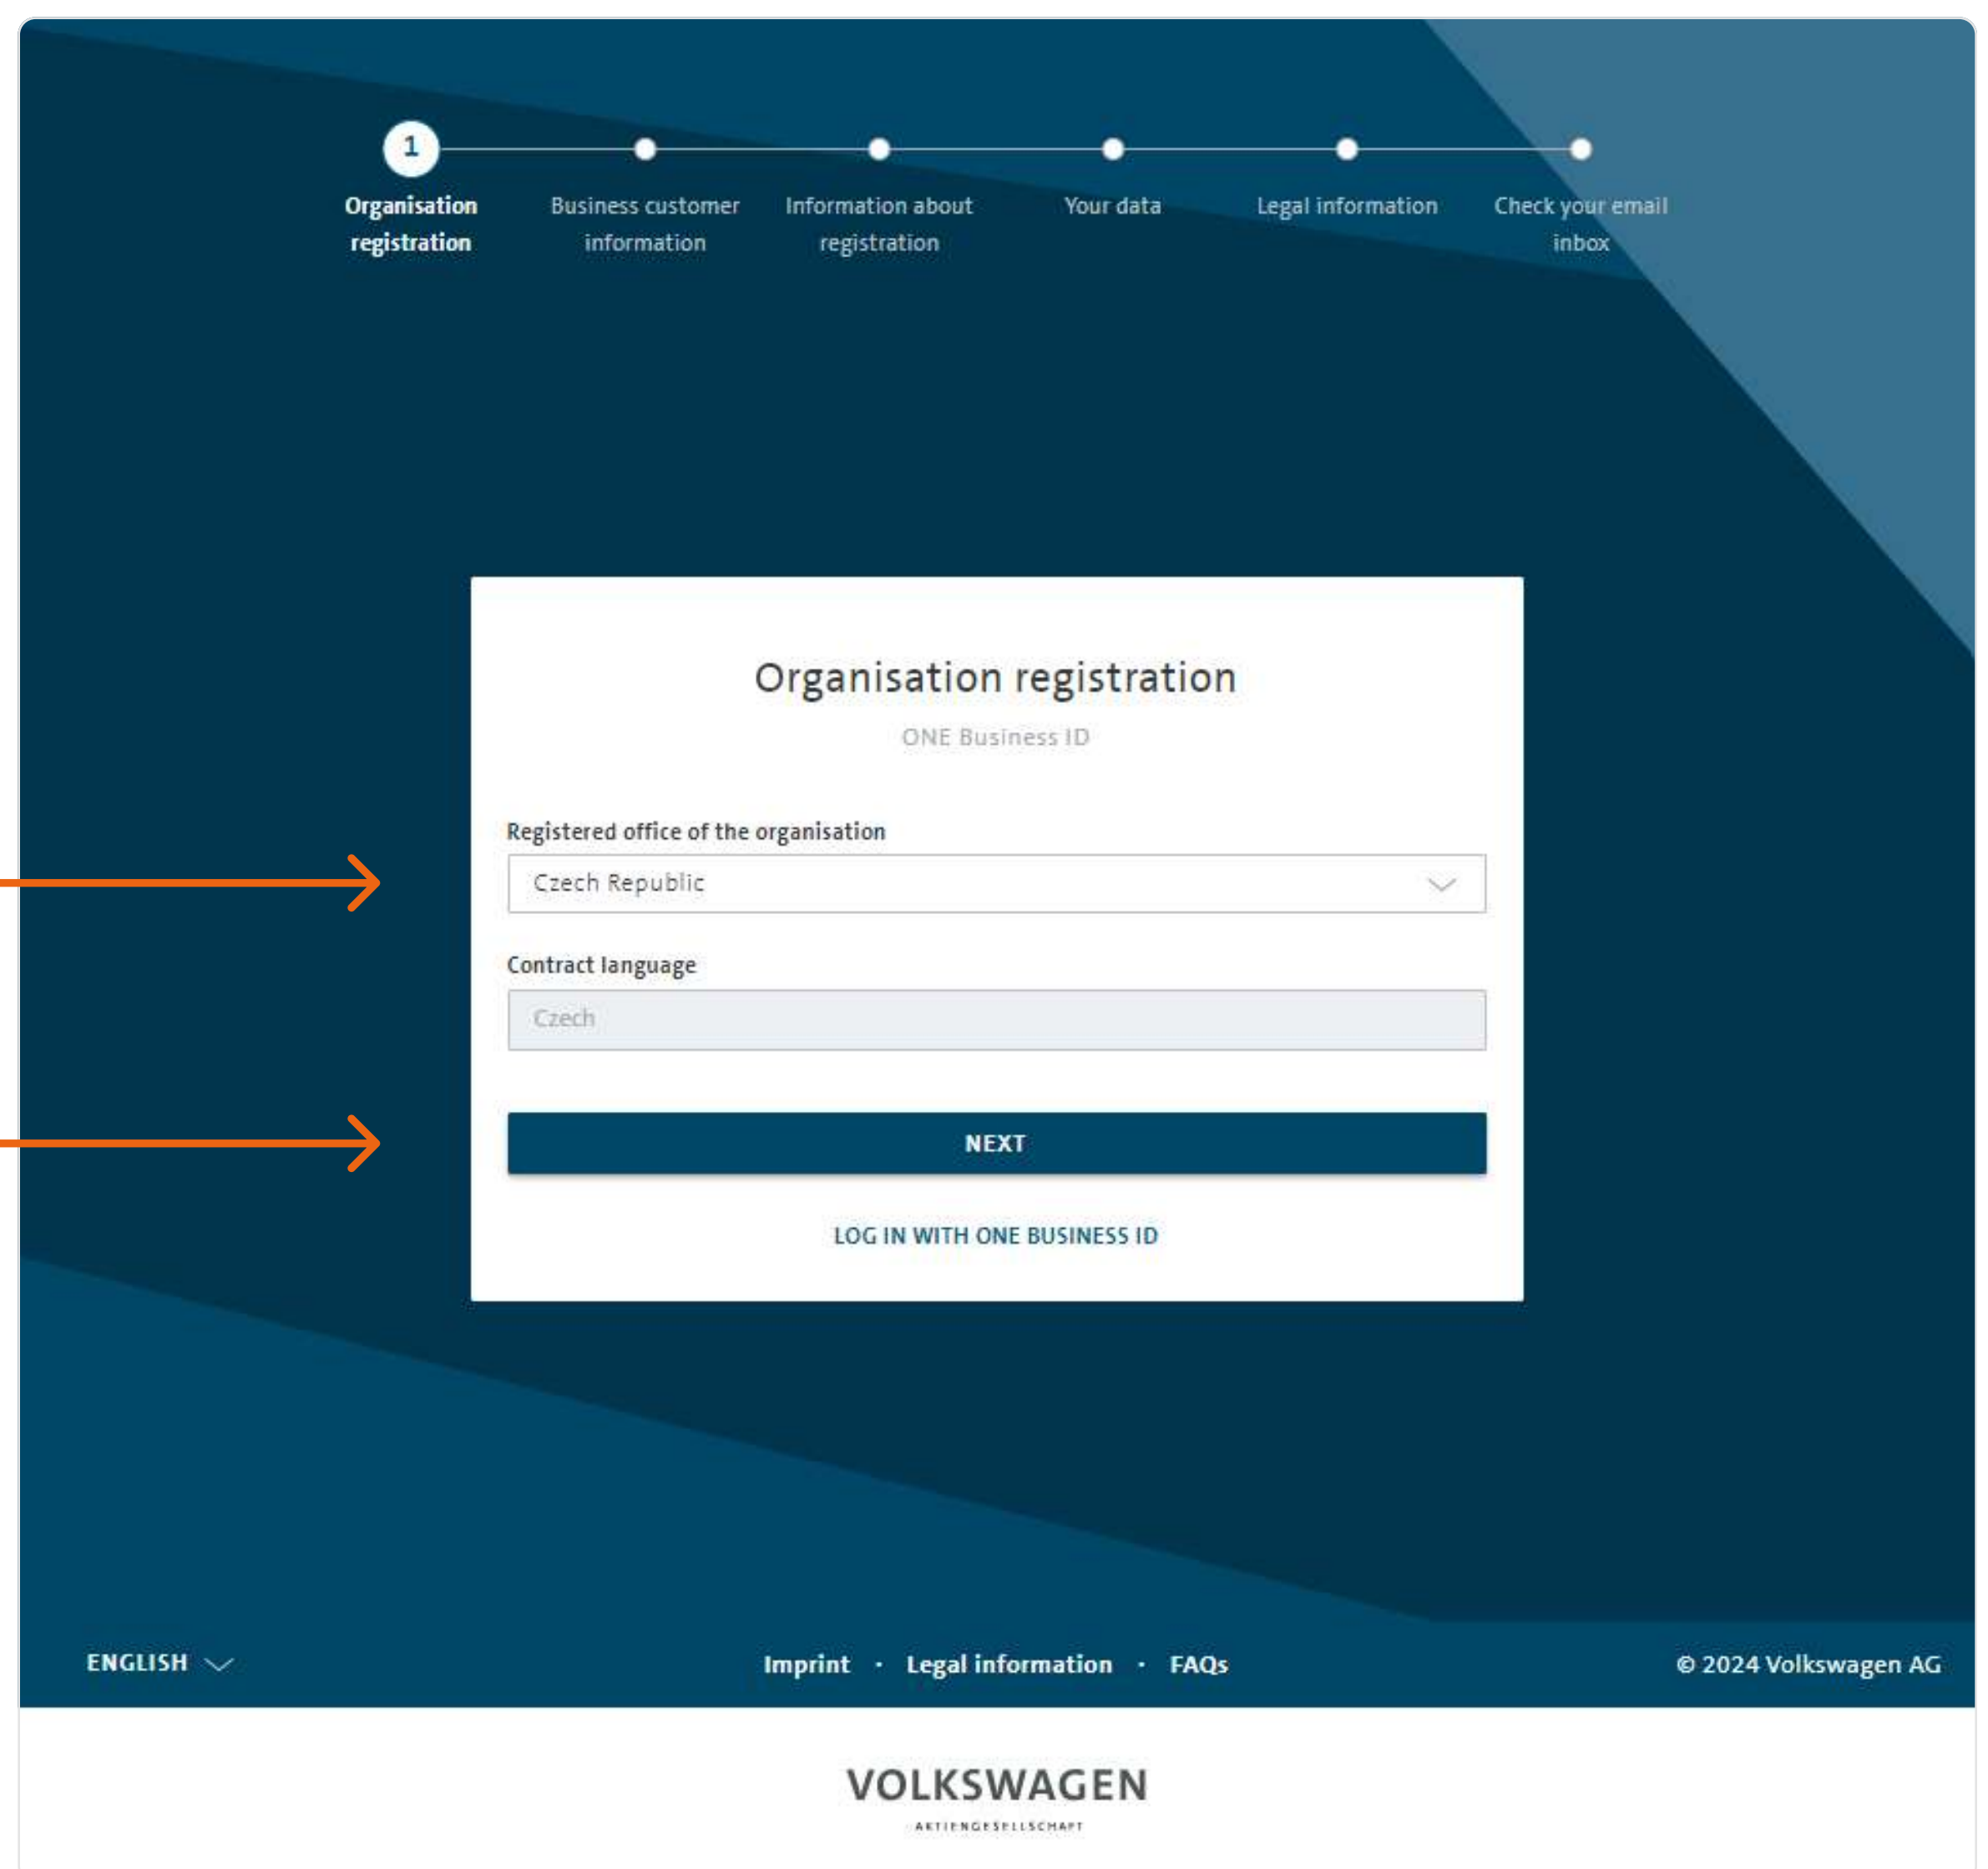 1
Organisation
registration
Business customer
information
Information about
registration
Your data
Legal information
Check your email
inbox
Organisation registration
ONE Business ID
Registered office of the organisation
Czech Republic
Contract language
Czech
NEXT
LOG IN WITH ONE BUSINESS ID
ENGLISH
Imprint · Legal information · FAQs
© 2024 Volkswagen AG
VOLKSWAGEN
AKTIENGESELLSCHAFT